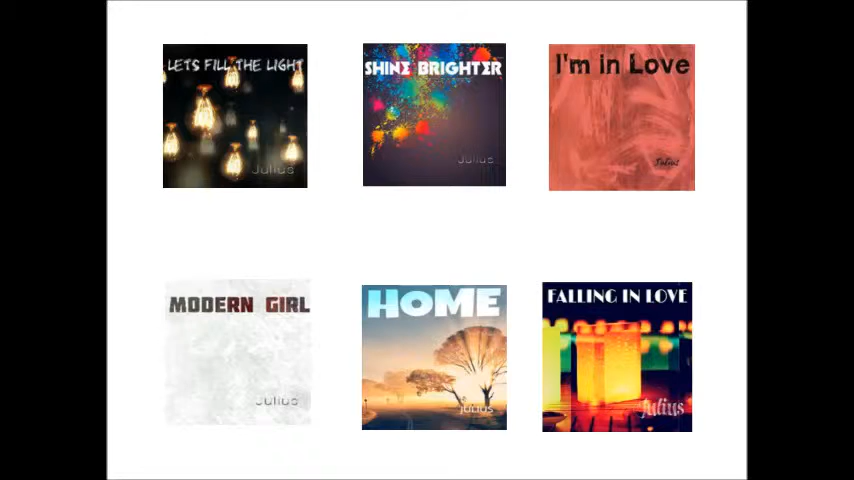 LETS FILL THE LIGHT
Julius
SHINE BRIGHTER
Julius
I'm in Love
Julius
MODERN GIRL
Julius
HOME
Julius
FALLING IN LOVE
Julius